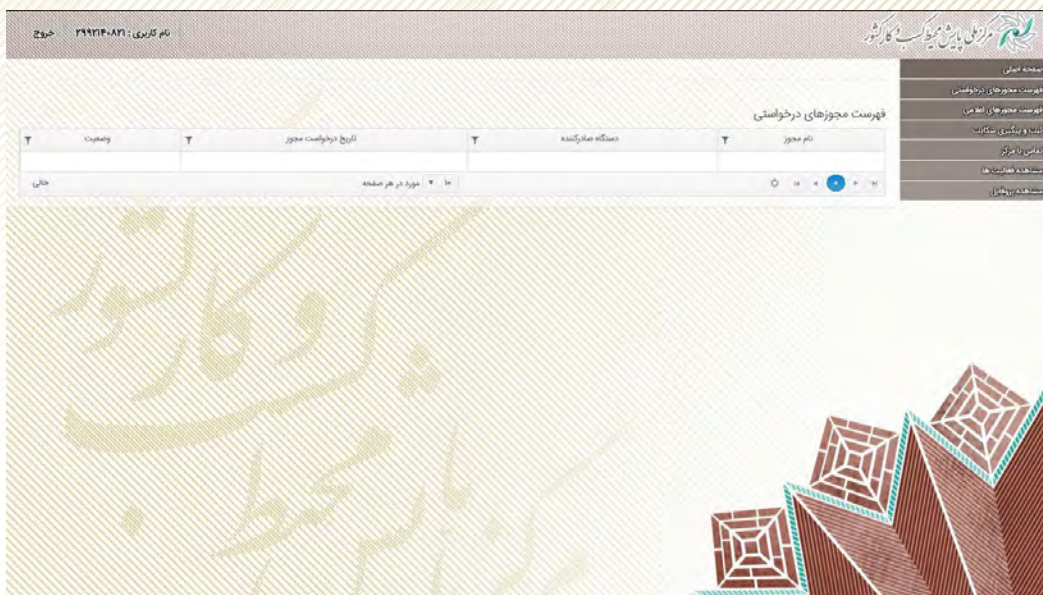 مرکز ملی پایش محیط کسب و کار کشور
نام کاربری : ۲۹۹۲۱۴۰۸۲۱ خروج
صفحه اصلی
فهرست مجوزهای درخواستی
فهرست مجوزهای اعلامی
ثبت و پیگیری شکایت
تماس با مرکز
مشاهده فعالیت ها
مشاهده پروفایل
فهرست مجوزهای درخواستی
نام مجوز دستگاه صادرکننده تاریخ درخواست مجوز وضعیت
۱۰ مورد در هر صفحه خالی